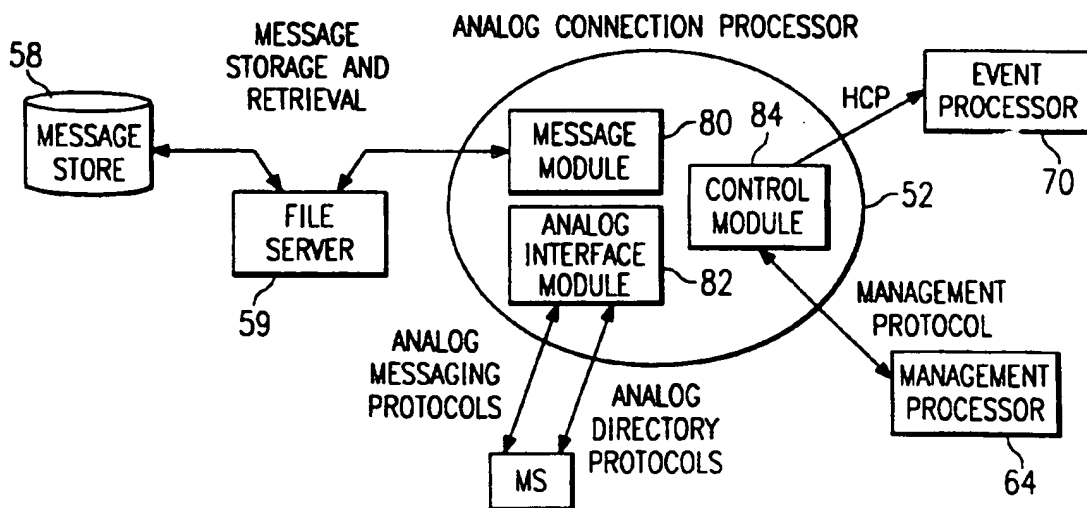 MESSAGE
STORAGE AND
RETRIEVAL
ANALOG CONNECTION PROCESSOR
58
MESSAGE
STORE
FILE
SERVER
59
MESSAGE
MODULE
80
ANALOG
INTERFACE
MODULE
82
84
CONTROL
MODULE
HCP
EVENT
PROCESSOR
70
52
MANAGEMENT
PROTOCOL
MANAGEMENT
PROCESSOR
64
ANALOG
MESSAGING
PROTOCOLS
ANALOG
DIRECTORY
PROTOCOLS
MS